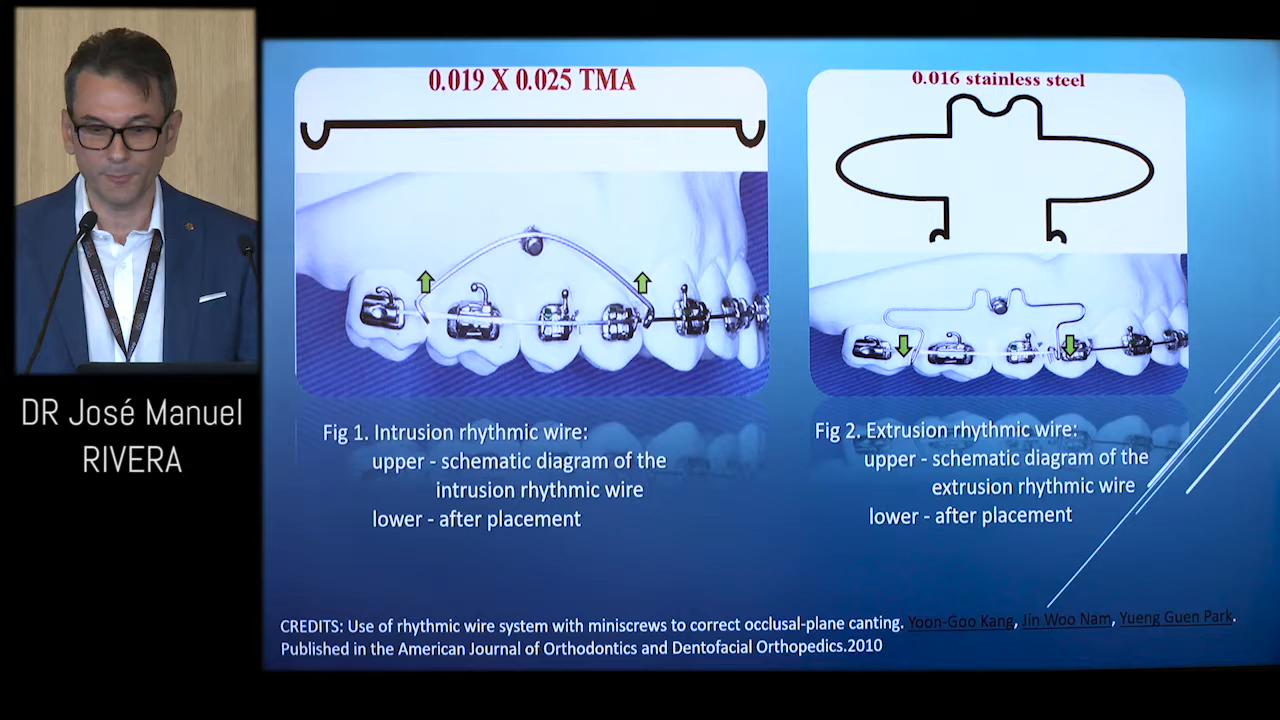 DR José Manuel
RIVERA
0.019 X 0.025 TMA
0.016 stainless steel
Fig 1. Intrusion rhythmic wire:
upper - schematic diagram of the
intrusion rhythmic wire
lower - after placement
Fig 2. Extrusion rhythmic wire:
upper - schematic diagram of the
extrusion rhythmic wire
lower - after placement
CREDITS: Use of rhythmic wire system with miniscrews to correct occlusal-plane canting. Yoon-Goo Kang, Jin Woo Nam, Yueng Guen Park.
Published in the American Journal of Orthodontics and Dentofacial Orthopedics.2010